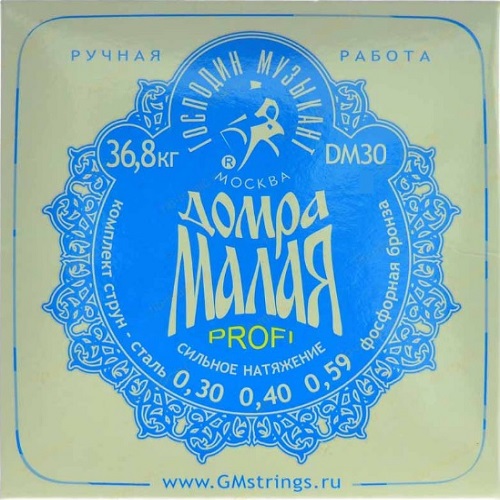 РУЧНАЯ РАБОТА
ГОСПОДИН МУЗЫКАНТ
36,8кг
DM30
®
МОСКВА
ДОМРА
МАЛАЯ
PROFI
СИЛЬНОЕ НАТЯЖЕНИЕ
комплект струн - сталь 0,30 0,40 0,59 фосфорная бронза
www.GMstrings.ru